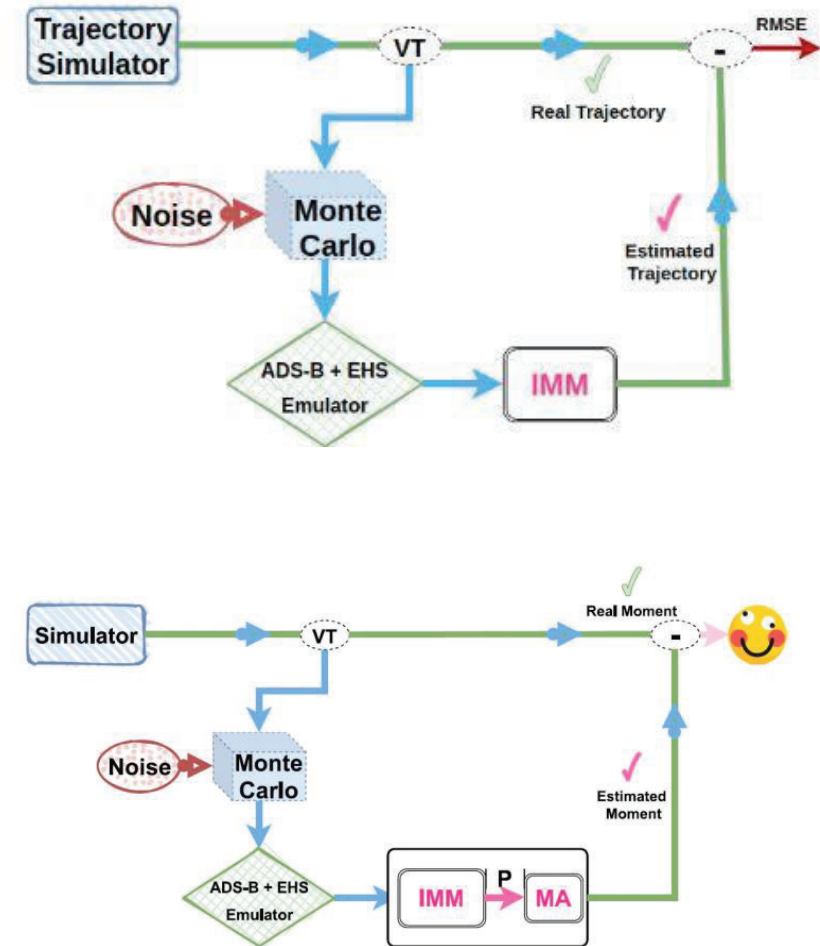 Trajectory
Simulator
VT
-
RMSE
Real Trajectory
Noise
Monte
Carlo
Estimated
Trajectory
ADS-B + EHS
Emulator
IMM
Real Moment
Simulator
VT
-
Noise
Monte
Carlo
Estimated
Moment
ADS-B + EHS
Emulator
IMM
P
MA